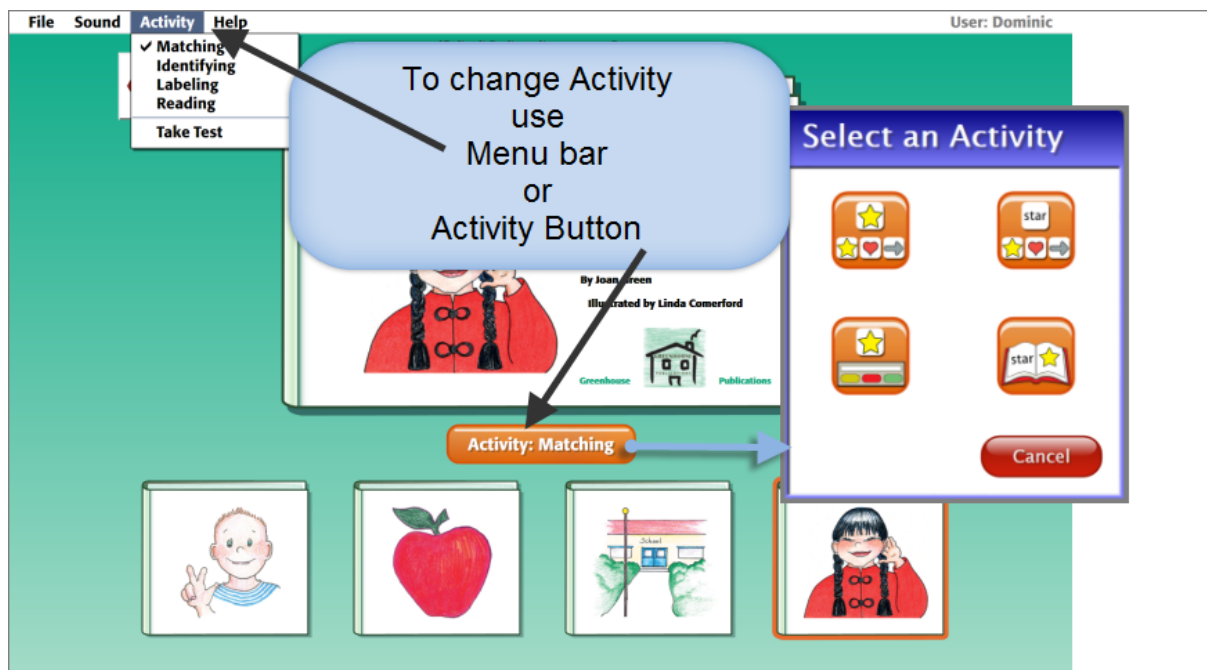 File Sound Activity Help User: Dominic
✓ Matching
Identifying
Labeling
Reading
Take Test
To change Activity
use
Menu bar
or
Activity Button
Select an Activity
star
star
By Joan Green
Illustrated by Linda Comerford
Greenhouse Publications
Activity: Matching
Cancel
School